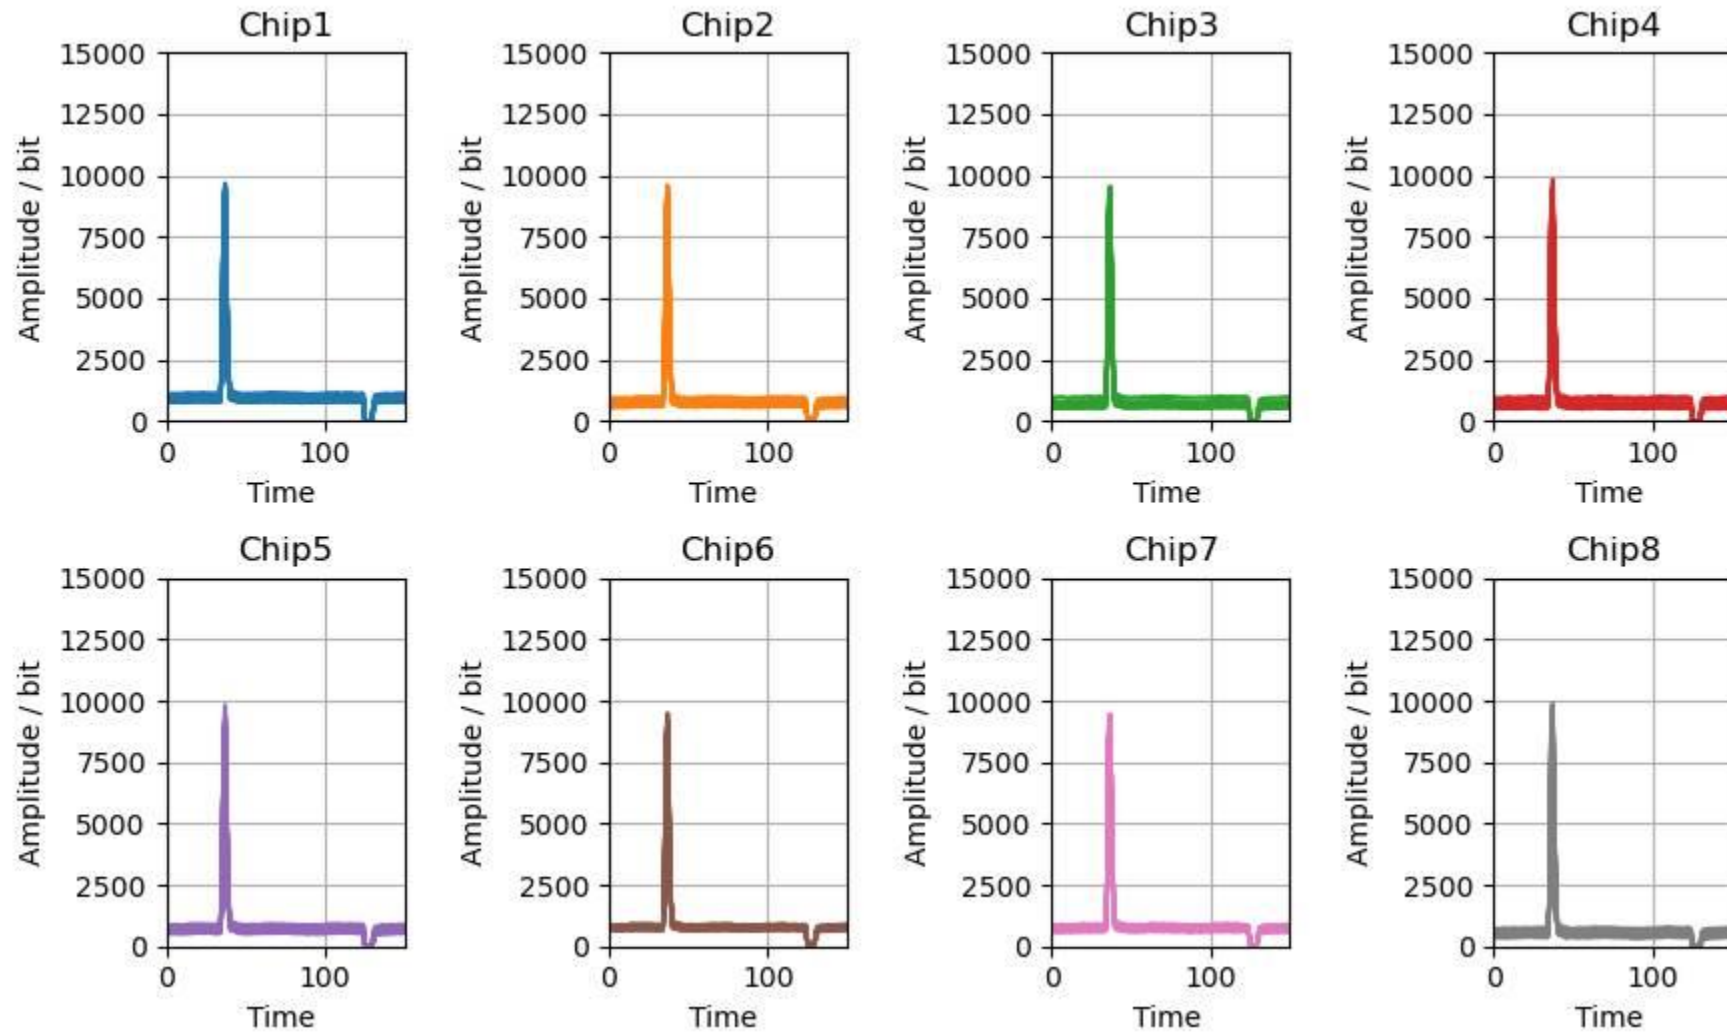 Chip1 Chip2 Chip3 Chip4
15000 15000 15000 15000
12500 12500 12500 12500
10000 10000 10000 10000
7500 7500 7500 7500
5000 5000 5000 5000
2500 2500 2500 2500
0 0 0 0
Amplitude / bit Amplitude / bit Amplitude / bit Amplitude / bit
0 100 0 100 0 100 0 100
Time Time Time Time
Chip5 Chip6 Chip7 Chip8
15000 15000 15000 15000
12500 12500 12500 12500
10000 10000 10000 10000
7500 7500 7500 7500
5000 5000 5000 5000
2500 2500 2500 2500
0 0 0 0
Amplitude / bit Amplitude / bit Amplitude / bit Amplitude / bit
0 100 0 100 0 100 0 100
Time Time Time Time